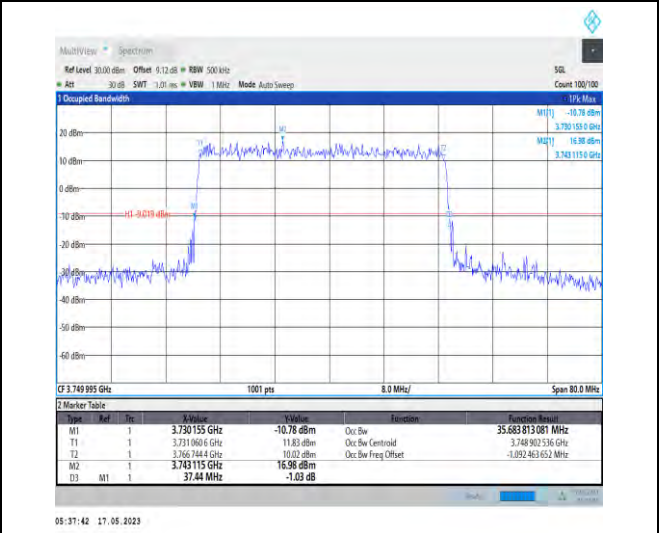 MultiView Spectrum
Ref Level 30.00 dBm Offset 9.12 dB RBW 500 kHz SGL
Att 30 dB SWT 1.01 ms VBW 1 MHz Mode Auto Sweep Count 100/100
1 Occupied Bandwidth 1Pk Max
M1[1] -10.78 dBm
3.730 155 0 GHz
M2[1] 16.98 dBm
3.743 115 0 GHz
20 dBm
M2
T1
T2
10 dBm
0 dBm
M1
-10 dBm
H1 -9.019 dBm
-20 dBm
-30 dBm
-40 dBm
-50 dBm
-60 dBm
CF 3.749 995 GHz 1001 pts 8.0 MHz/ Span 80.0 MHz
2 Marker Table
Type Ref Trc X-Value Y-Value Function Function Result
M1 1 3.730 155 GHz -10.78 dBm Occ Bw 35.683 813 081 MHz
T1 1 3.731 060 6 GHz 11.83 dBm Occ Bw Centroid 3.748 902 536 GHz
T2 1 3.766 744 4 GHz 10.02 dBm Occ Bw Freq Offset -1.092 463 652 MHz
M2 1 3.743 115 GHz 16.98 dBm
D3 M1 1 37.44 MHz -1.03 dB
05:37:42 17.05.2023